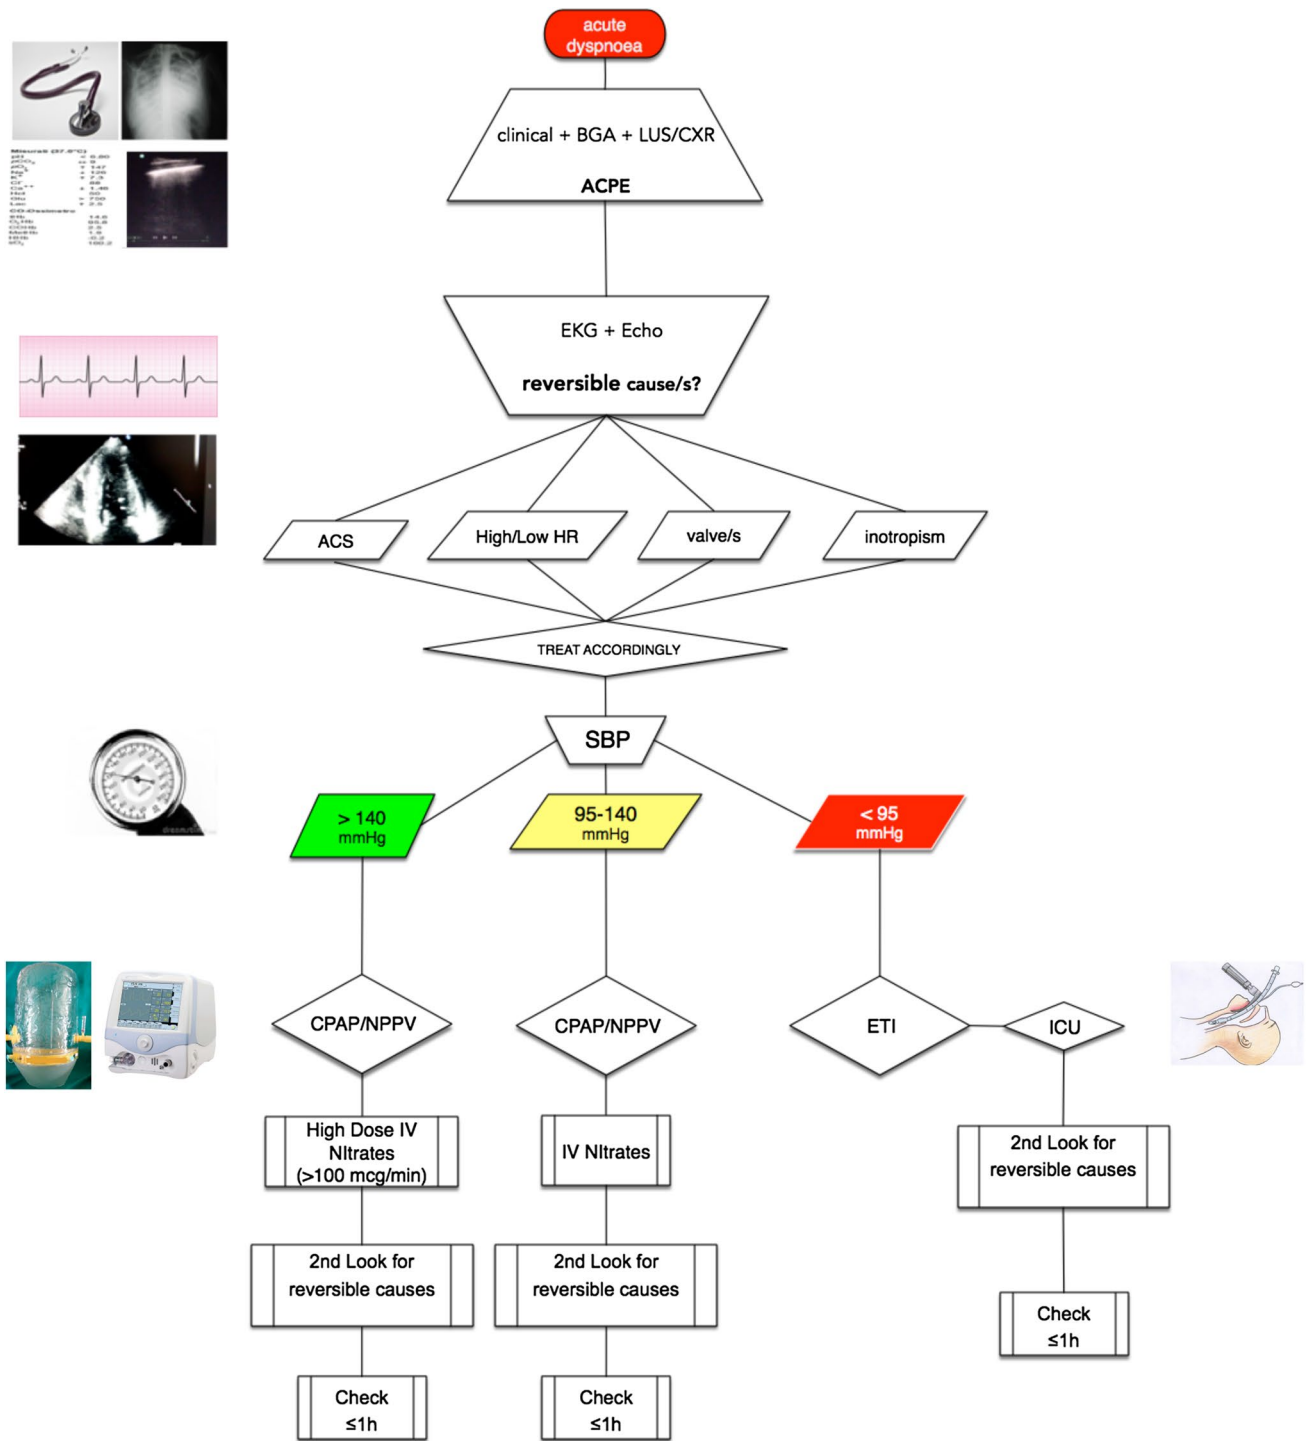 acute
dyspnoea
clinical + BGA + LUS/CXR
ACPE
EKG + Echo
reversible cause/s?
ACS
High/Low HR
valve/s
inotropism
TREAT ACCORDINGLY
SBP
> 140
mmHg
95-140
mmHg
< 95
mmHg
CPAP/NPPV
CPAP/NPPV
ETI
ICU
High Dose IV
NItrates
(>100 mcg/min)
IV NItrates
2nd Look for
reversible causes
2nd Look for
reversible causes
2nd Look for
reversible causes
Check
≤1h
Check
≤1h
Check
≤1h